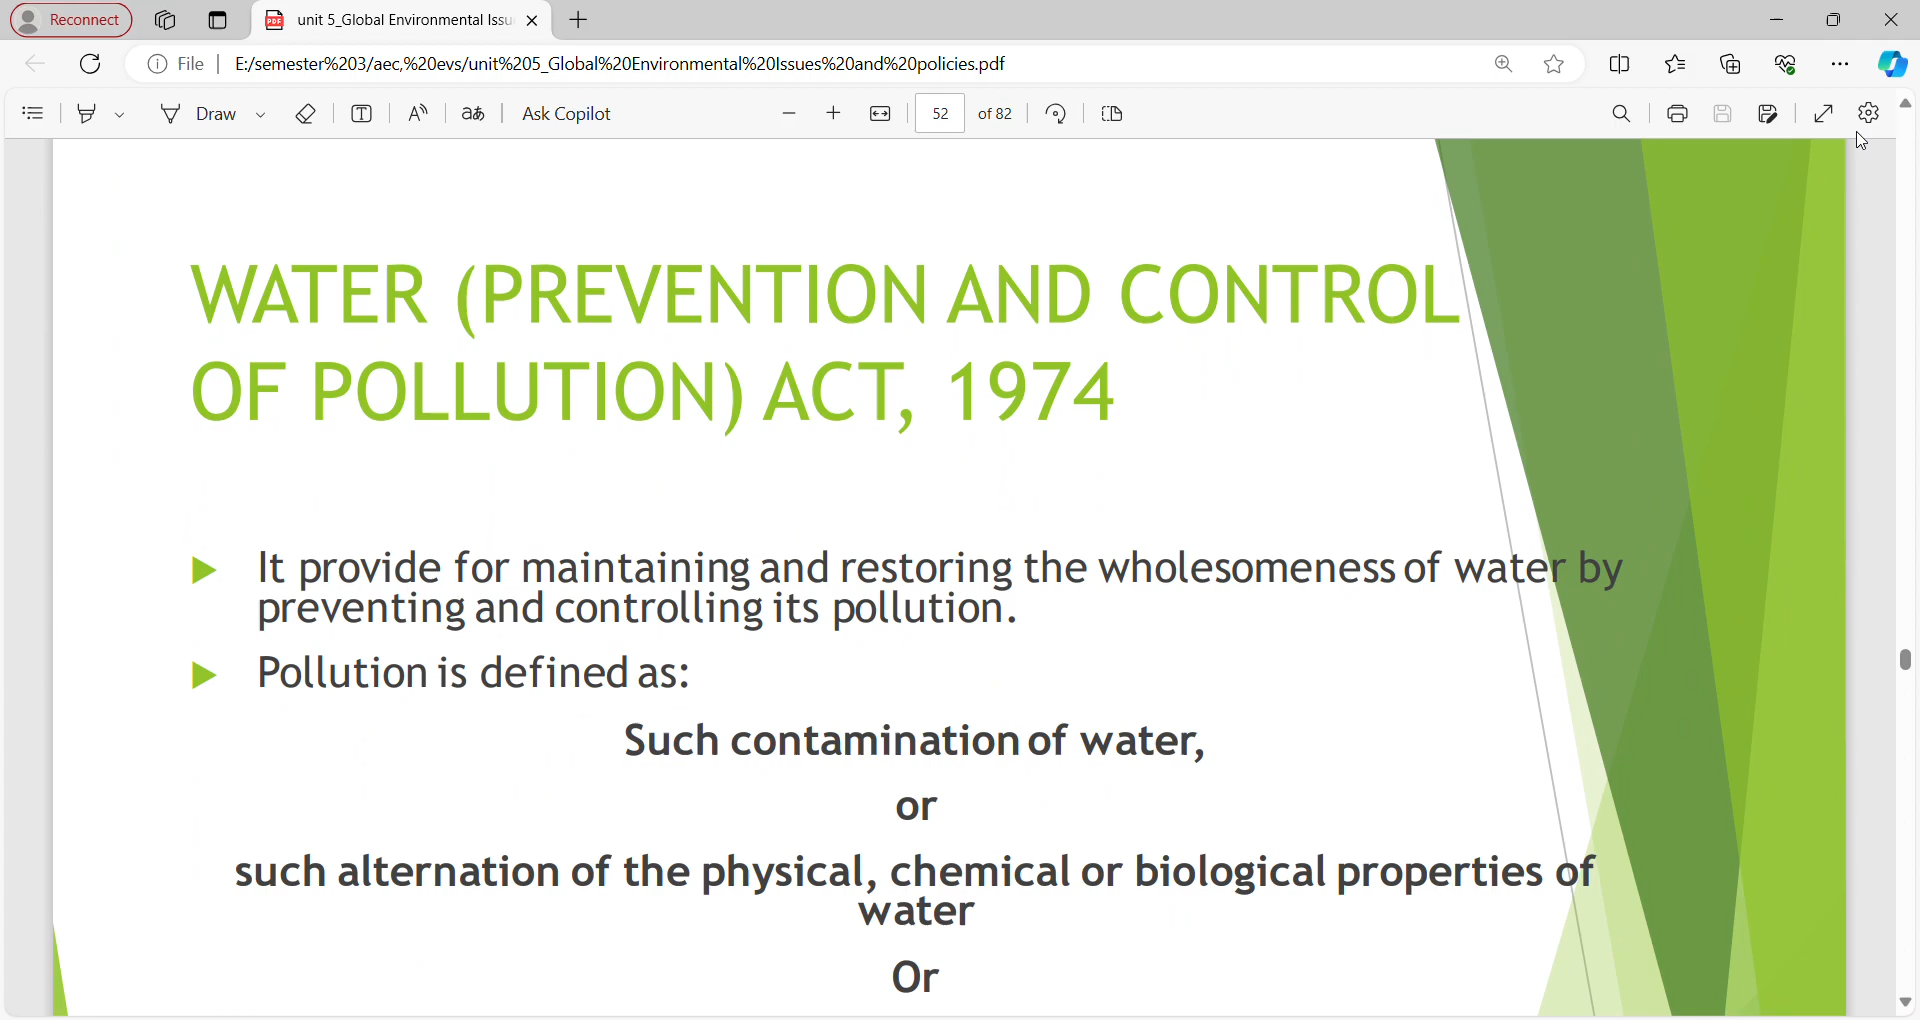 Reconnect
unit 5_Global Environmental Issu
File
E:/semester%203/aec,%20evs/unit%205_Global%20Environmental%20Issues%20and%20policies.pdf
Draw
Ask Copilot
52
of 82
WATER (PREVENTION AND CONTROL
OF POLLUTION) ACT, 1974
It provide for maintaining and restoring the wholesomeness of water by
preventing and controlling its pollution.
Pollution is defined as:
Such contamination of water,
or
such alternation of the physical, chemical or biological properties of
water
Or